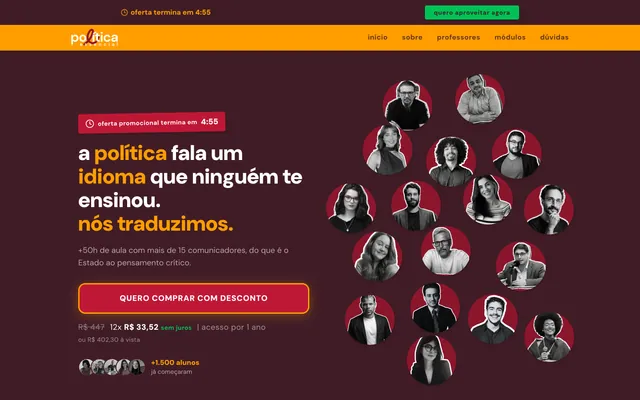 oferta termina em 4:55
quero aproveitar agora
política
início sobre professores módulos dúvidas
oferta promocional termina em 4:55
a política fala um
idioma que ninguém te
ensinou.
nós traduzimos.
+50h de aula com mais de 15 comunicadores, do que é o
Estado ao pensamento crítico.
QUERO COMPRAR COM DESCONTO
R$ 447 12x R$ 33,52 sem juros | acesso por 1 ano
ou R$ 402,30 à vista
+1.500 alunos
já começaram